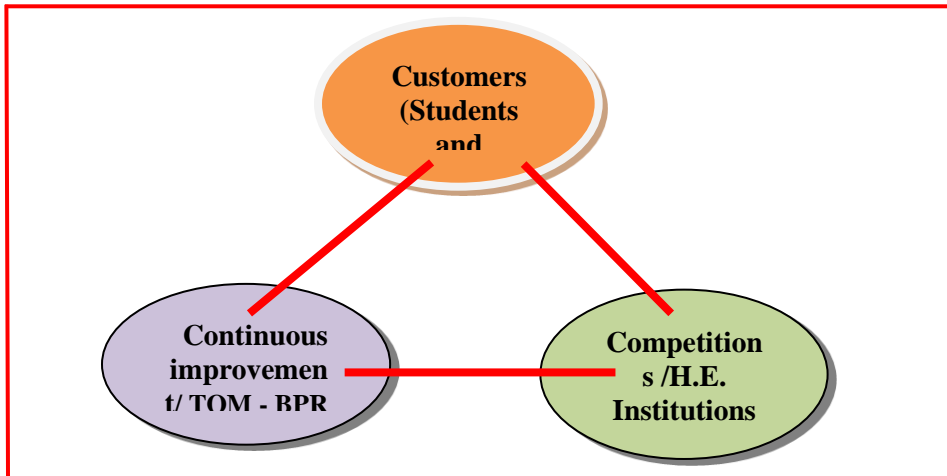 Customers
(Students
and
Continuous
improvemen
t/ TQM - BPR
Competition
s /H.E.
Institutions